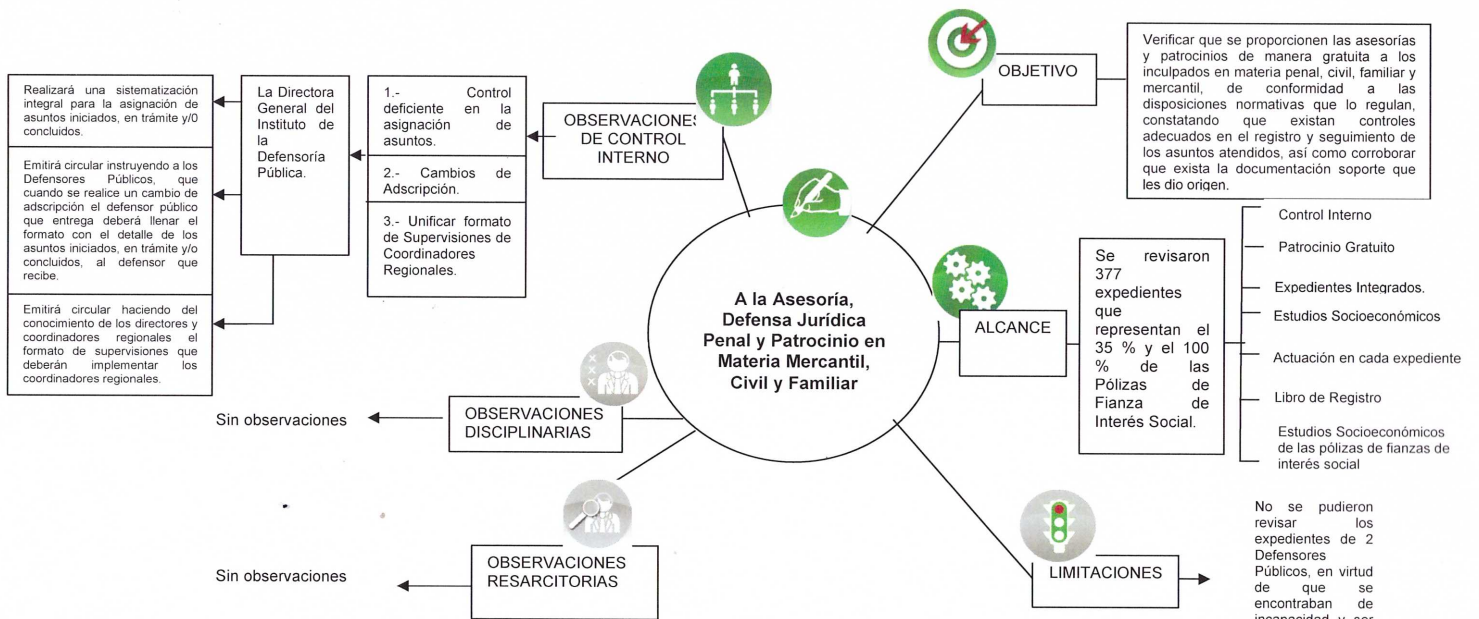 Realizará una sistematización
integral para la asignación de
asuntos iniciados, en trámite y/0
concluidos.
Emitirá circular instruyendo a los
Defensores Públicos, que
cuando se realice un cambio de
adscripción el defensor público
que entrega deberá llenar el
formato con el detalle de los
asuntos iniciados, en trámite y/o
concluidos, al defensor que
recibe.
Emitirá circular haciendo del
conocimiento de los directores y
coordinadores regionales el
formato de supervisiones que
deberán implementar los
coordinadores regionales.
La Directora
General del
Instituto de
la
Defensoría
Pública.
1.- Control
deficiente en la
asignación de
asuntos.
2.- Cambios de
Adscripción.
3.- Unificar formato
de Supervisiones de
Coordinadores
Regionales.
OBSERVACIONES
DE CONTROL
INTERNO
OBJETIVO
Verificar que se proporcionen las asesorías
y patrocinios de manera gratuita a los
inculpados en materia penal, civil, familiar y
mercantil, de conformidad a las
disposiciones normativas que lo regulan,
constatando que existan controles
adecuados en el registro y seguimiento de
los asuntos atendidos, así como corroborar
que exista la documentación soporte que
les dio origen.
A la Asesoría,
Defensa Jurídica
Penal y Patrocinio en
Materia Mercantil,
Civil y Familiar
ALCANCE
Se revisaron
377
expedientes
que
representan el
35 % y el 100
% de las
Pólizas de
Fianza de
Interés Social.
Control Interno
Patrocinio Gratuito
Expedientes Integrados.
Estudios Socioeconómicos
Actuación en cada expediente
Libro de Registro
Estudios Socioeconómicos
de las pólizas de fianzas de
interés social
Sin observaciones
OBSERVACIONES
DISCIPLINARIAS
Sin observaciones
OBSERVACIONES
RESARCITORIAS
LIMITACIONES
No se pudieron
revisar los
expedientes de 2
Defensores
Públicos, en virtud
de que se
encontraban de
incapacidad y ser